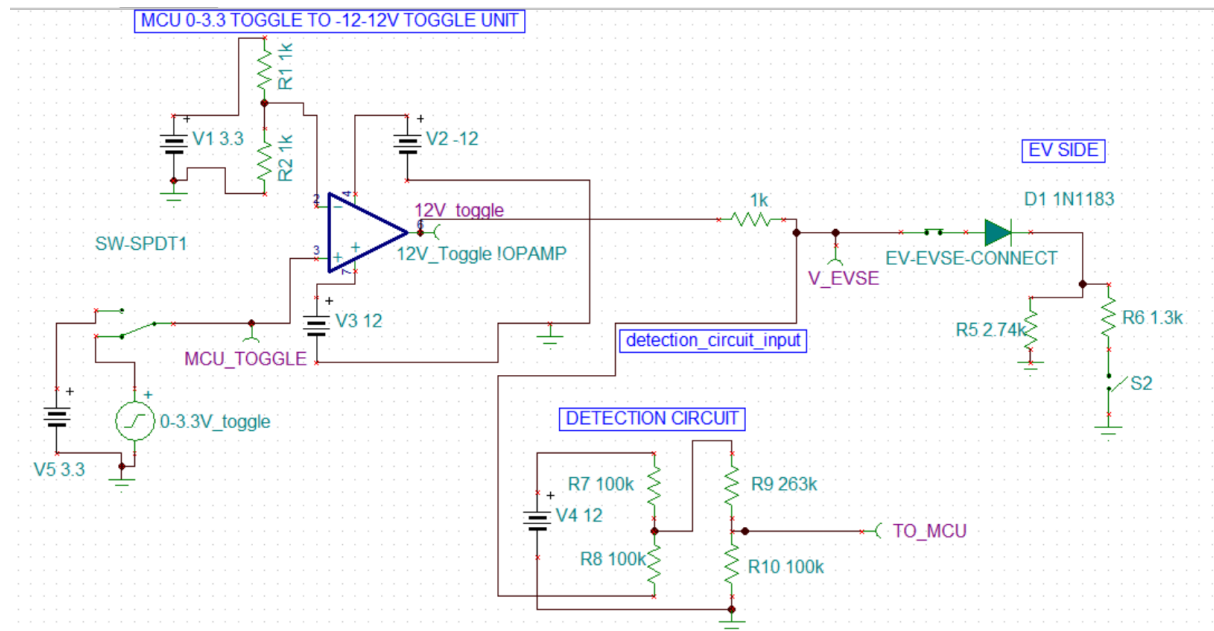 MCU 0-3.3 TOGGLE TO -12-12V TOGGLE UNIT
R1 1k
V1 3.3
R2 1k
V2 -12
4
2
3
6
7
12V_toggle
12V_Toggle !OPAMP
V3 12
SW-SPDT1
MCU_TOGGLE
V5 3.3
0-3.3V_toggle
1k
V_EVSE
EV SIDE
D1 1N1183
EV-EVSE-CONNECT
R5 2.74k
R6 1.3k
S2
detection_circuit_input
DETECTION CIRCUIT
R7 100k
R9 263k
V4 12
TO_MCU
R8 100k
R10 100k